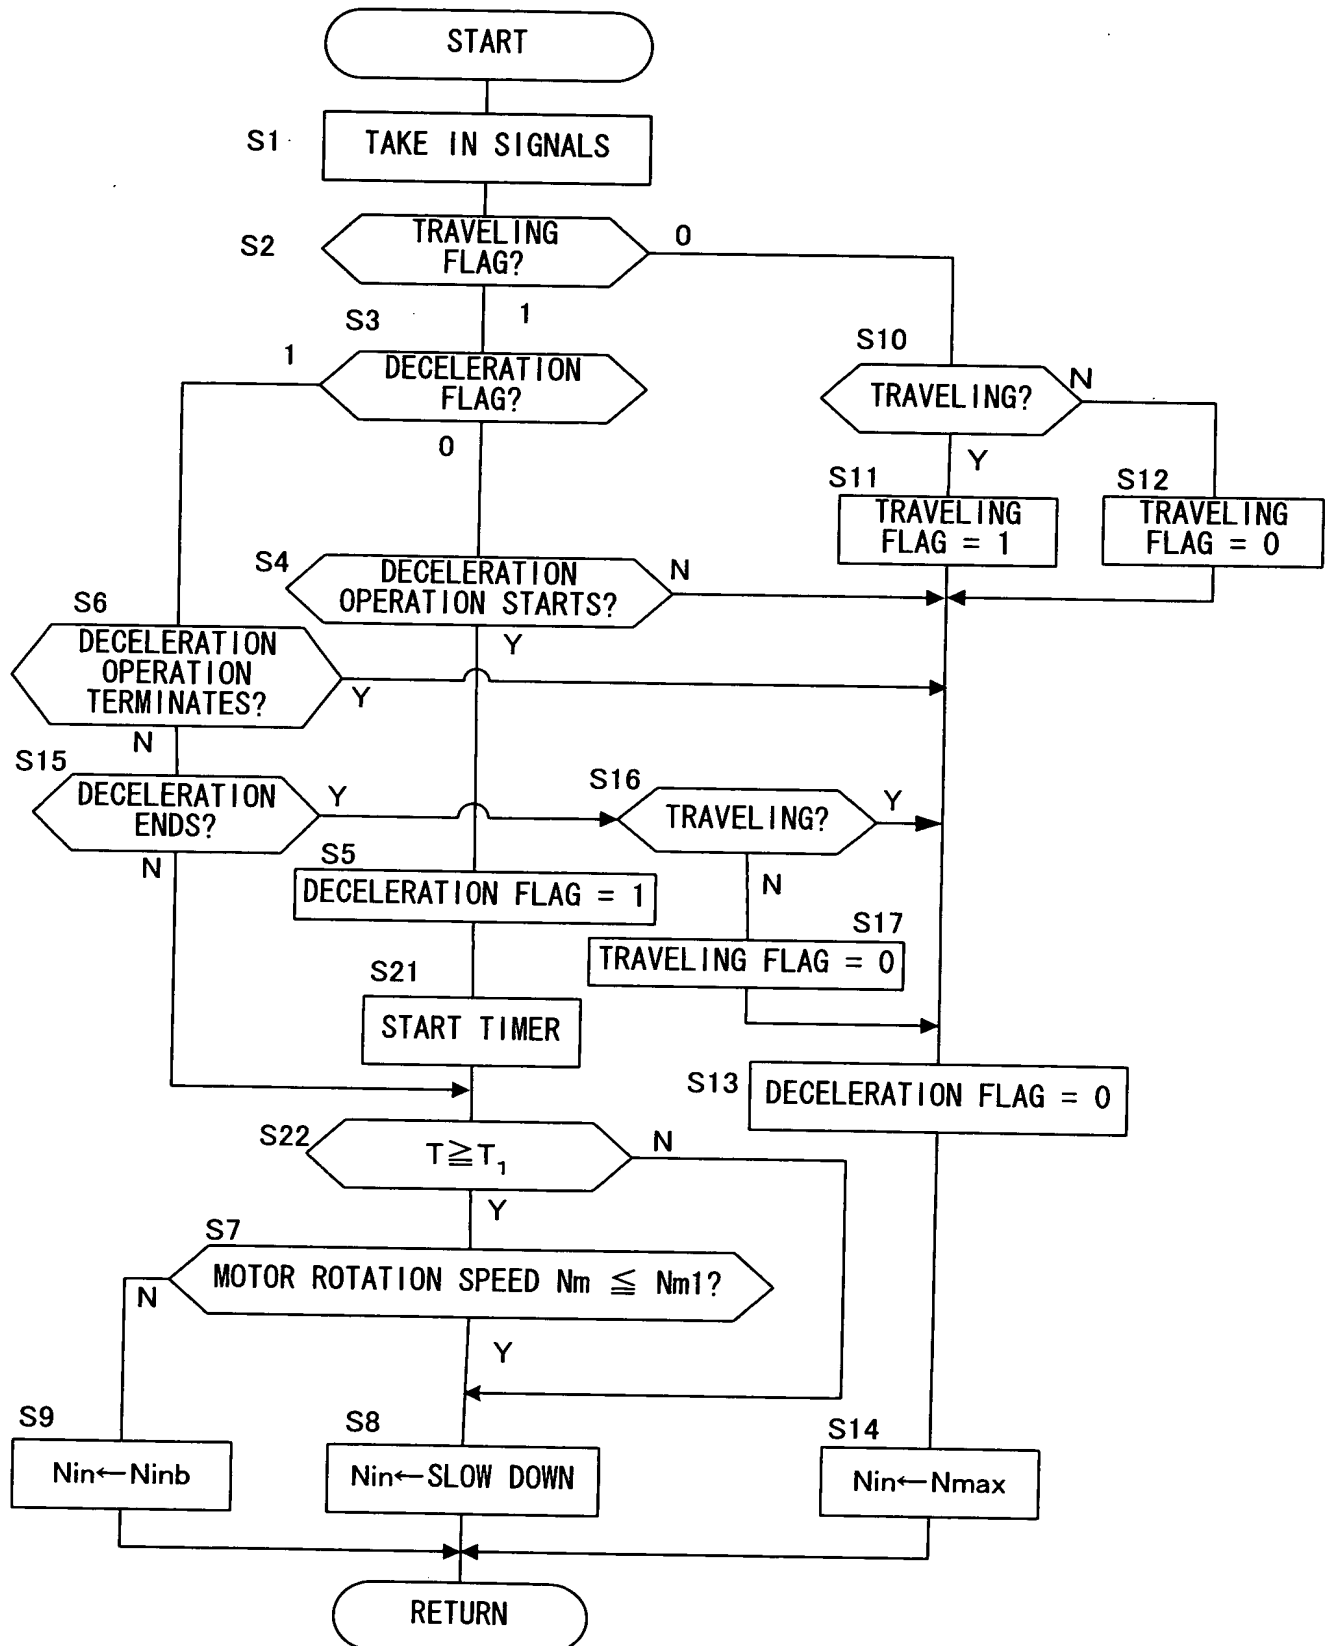 START
S1
TAKE IN SIGNALS
S2
TRAVELING
FLAG?
0
1
S3
1
DECELERATION
FLAG?
0
S10
TRAVELING?
N
Y
S11
TRAVELING
FLAG = 1
S12
TRAVELING
FLAG = 0
S4
DECELERATION
OPERATION STARTS?
N
Y
S6
DECELERATION
OPERATION
TERMINATES?
Y
N
S15
DECELERATION
ENDS?
Y
N
S16
TRAVELING?
Y
N
S5
DECELERATION FLAG = 1
S17
TRAVELING FLAG = 0
S21
START TIMER
S13
DECELERATION FLAG = 0
S22
T≧T₁
N
Y
S7
MOTOR ROTATION SPEED Nm ≦ Nm1?
N
Y
S9
Nin←Ninb
S8
Nin←SLOW DOWN
S14
Nin←Nmax
RETURN